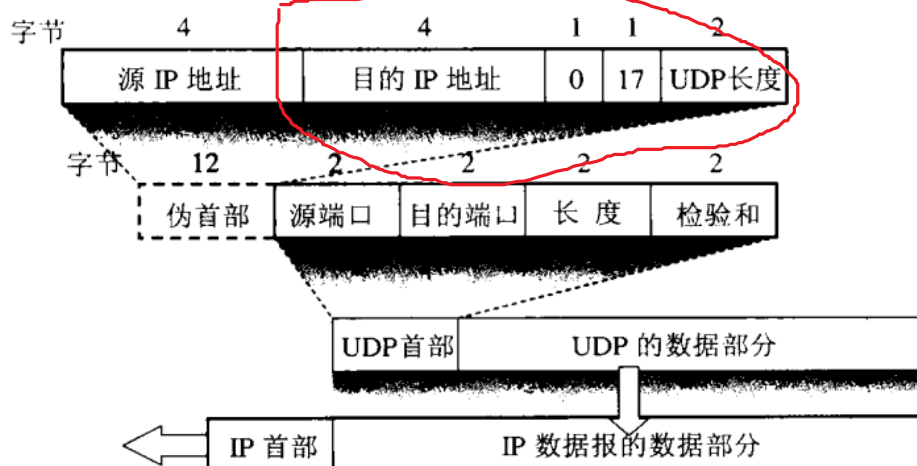 字节 4 4 1 1 2
源 IP 地址 目的 IP 地址 0 17 UDP长度
字节 12 2 2 2 2
伪首部 源端口 目的端口 长 度 检验和
UDP首部 UDP 的数据部分
IP 首部 IP 数据报的数据部分